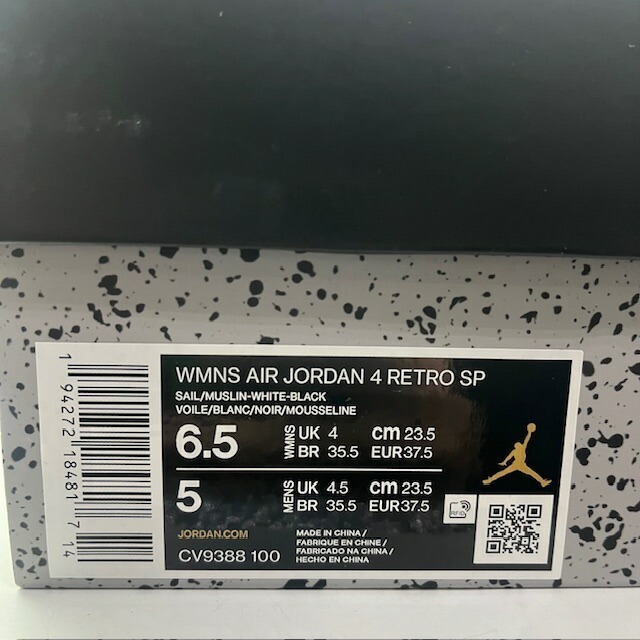 WMNS AIR JORDAN 4 RETRO SP
SAIL/MUSLIN-WHITE-BLACK
VOILE/BLANC/NOIR/MOUSSELINE
6.5 WMNS UK 4 cm 23.5
BR 35.5 EUR 37.5
5 MENS UK 4.5 cm 23.5
BR 35.5 EUR 37.5
JORDAN.COM
CV9388 100
MADE IN CHINA /
FABRIQUE EN CHINE /
FABRICADO NA CHINA /
HECHO EN CHINA
RFID
1 94272 18481 7 14